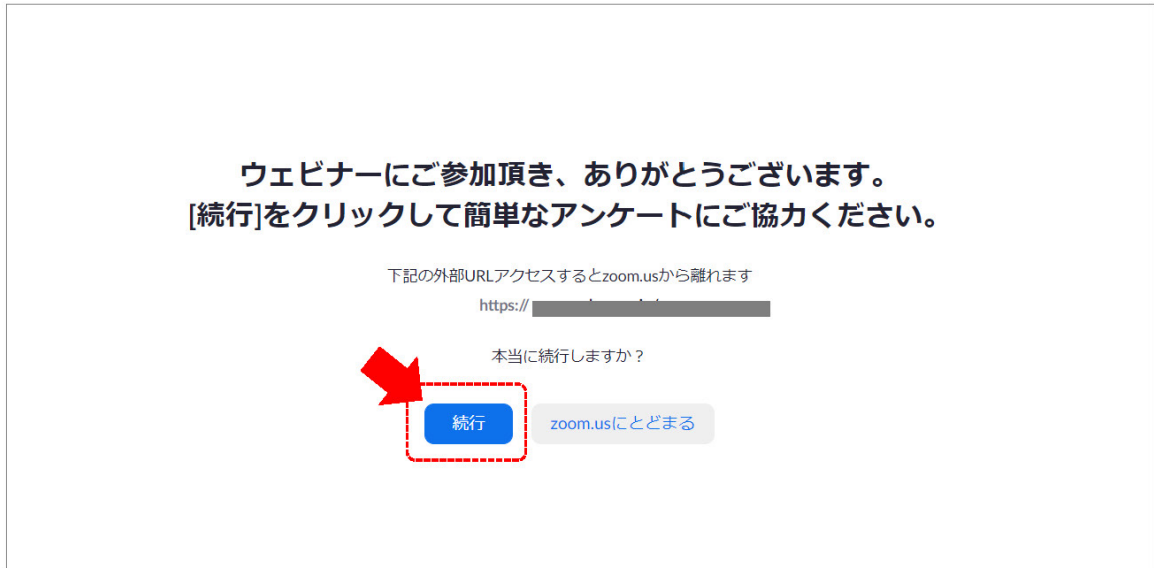 ウェビナーにご参加頂き、ありがとうございます。
[続行]をクリックして簡単なアンケートにご協力ください。
下記の外部URLアクセスするとzoom.usから離れます
https://
本当に続行しますか？
続行
zoom.usにとどまる